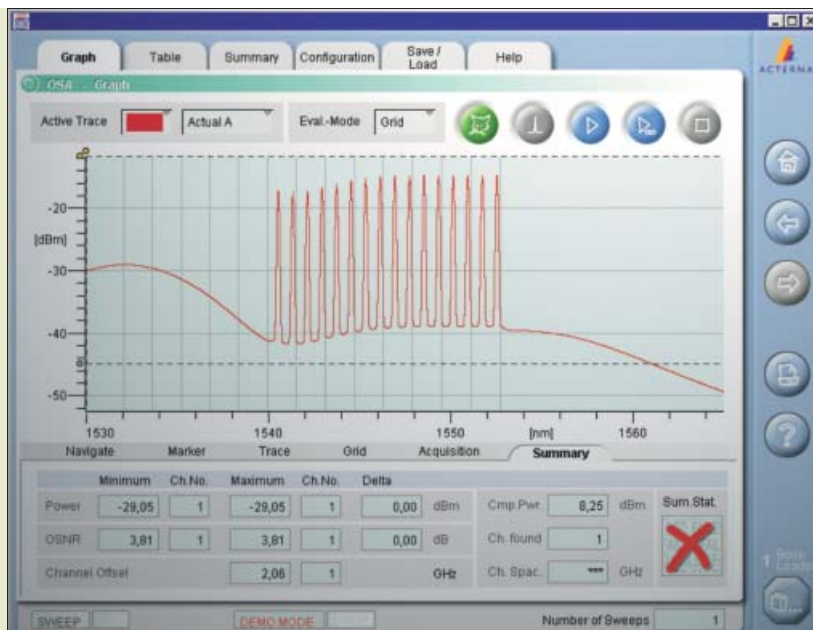 Graph Table Summary Configuration Save / Load Help
ACTERNA
OSA - Graph
Active Trace Actual A Eval.-Mode Grid
-20
[dBm]
-30
-40
-50
1530 1540 1550 [nm] 1560
Navigate Marker Trace Grid Acquisition Summary
Minimum Ch.No. Maximum Ch.No. Delta
Power -29,05 1 -29,05 1 0,00 dBm Cmp.Pwr. 8,25 dBm Sum.Stat.
OSNR 3,81 1 3,81 1 0,00 dB Ch. found 1
Channel Offset 2,06 1 GHz Ch. Spac. *** GHz
SWEEP DEMO MODE Number of Sweeps 1